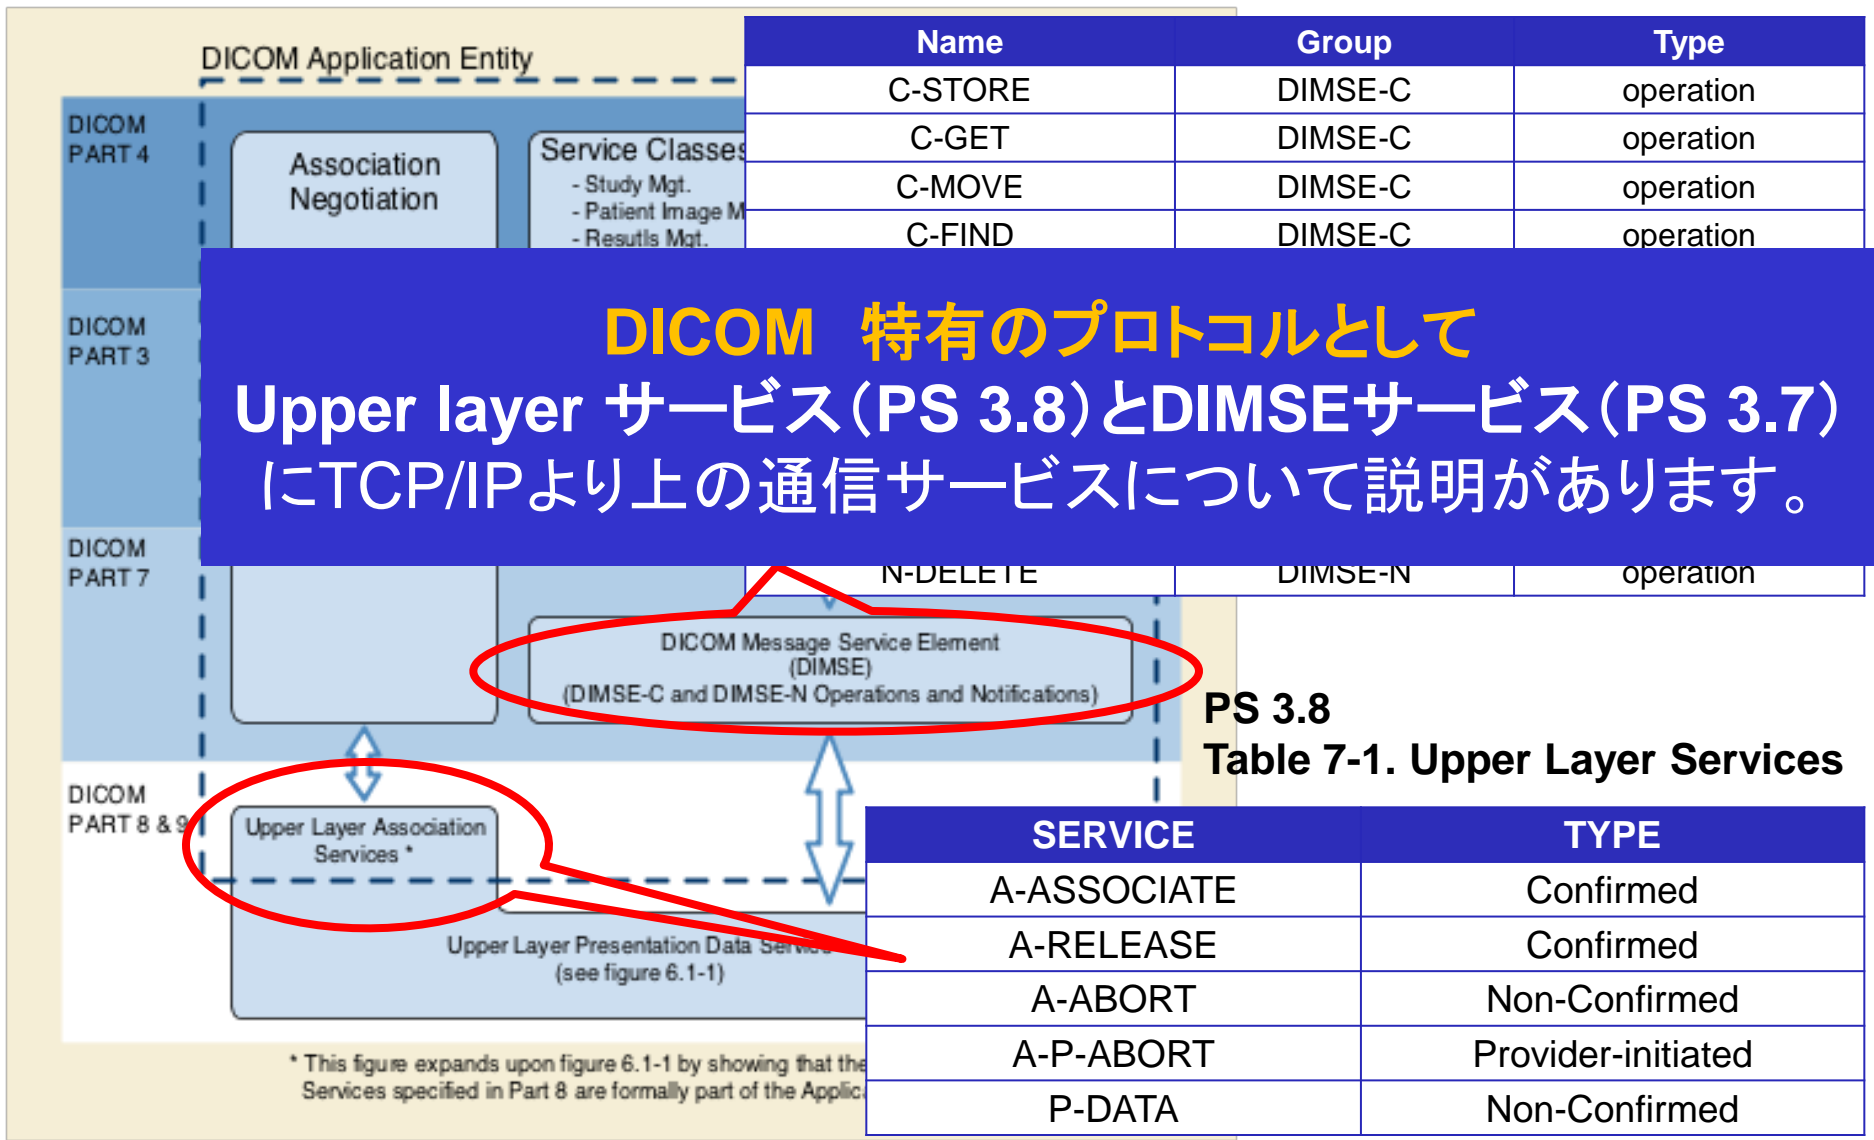 DICOM Application Entity
DICOM
PART 4
Association
Negotiation
Service Classes
- Study Mgt.
- Patient Image M
- Resutls Mgt.
Name Group Type
C-STORE DIMSE-C operation
C-GET DIMSE-C operation
C-MOVE DIMSE-C operation
C-FIND DIMSE-C operation
DICOM
PART 3
DICOM 特有のプロトコルとして
Upper layer サービス（PS 3.8）とDIMSEサービス（PS 3.7）
にTCP/IPより上の通信サービスについて説明があります。
DICOM
PART 7
N-DELETE DIMSE-N operation
DICOM Message Service Element
(DIMSE)
(DIMSE-C and DIMSE-N Operations and Notifications)
PS 3.8
Table 7-1. Upper Layer Services
DICOM
PART 8 & 9
Upper Layer Association
Services *
Upper Layer Presentation Data Service
(see figure 6.1-1)
SERVICE TYPE
A-ASSOCIATE Confirmed
A-RELEASE Confirmed
A-ABORT Non-Confirmed
A-P-ABORT Provider-initiated
P-DATA Non-Confirmed
* This figure expands upon figure 6.1-1 by showing that the
Services specified in Part 8 are formally part of the Applic